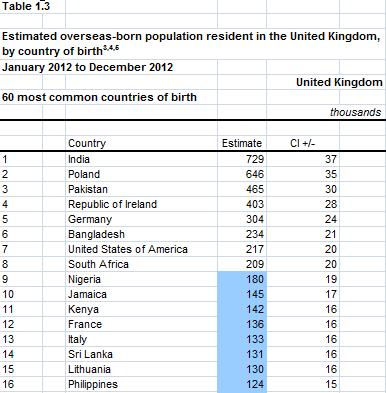 Table 1.3
Estimated overseas-born population resident in the United Kingdom,
by country of birth3,4,5
January 2012 to December 2012
United Kingdom
60 most common countries of birth
thousands
Country Estimate CI +/-
1 India 729 37
2 Poland 646 35
3 Pakistan 465 30
4 Republic of Ireland 403 28
5 Germany 304 24
6 Bangladesh 234 21
7 United States of America 217 20
8 South Africa 209 20
9 Nigeria 180 19
10 Jamaica 145 17
11 Kenya 142 16
12 France 136 16
13 Italy 133 16
14 Sri Lanka 131 16
15 Lithuania 130 16
16 Philippines 124 15